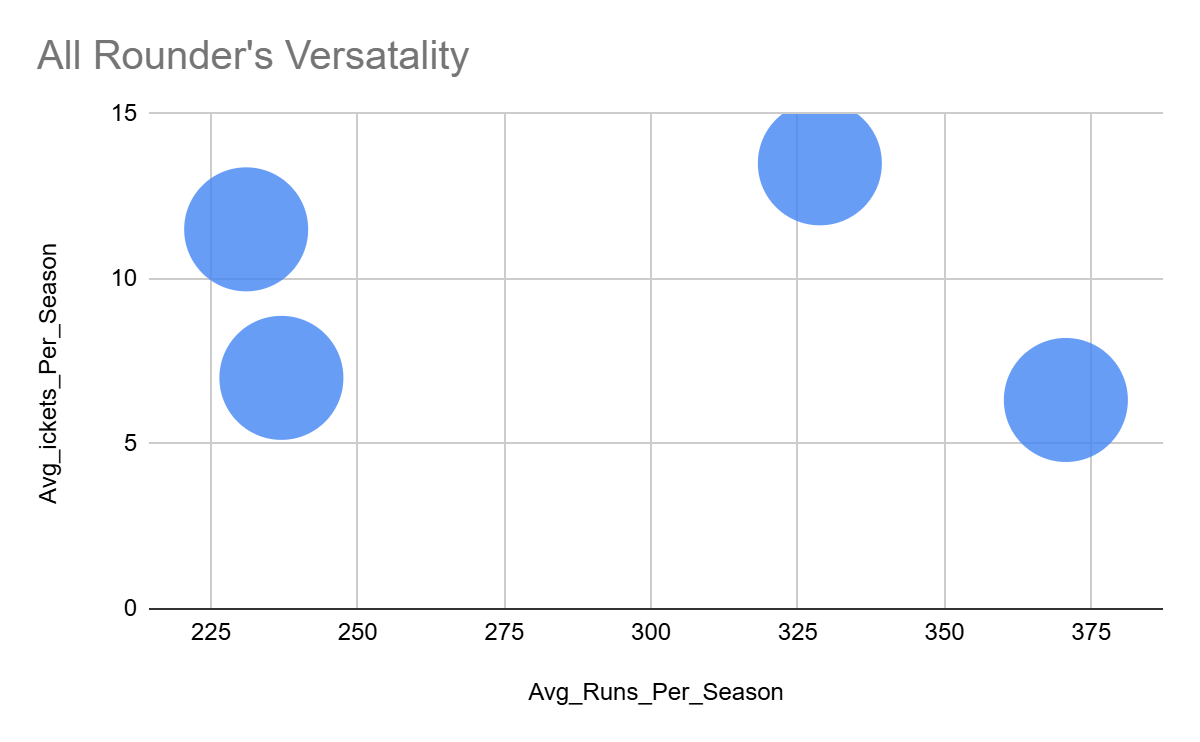 All Rounder's Versatality
15
10
5
0
Avg_ickets_Per_Season
225 250 275 300 325 350 375
Avg_Runs_Per_Season